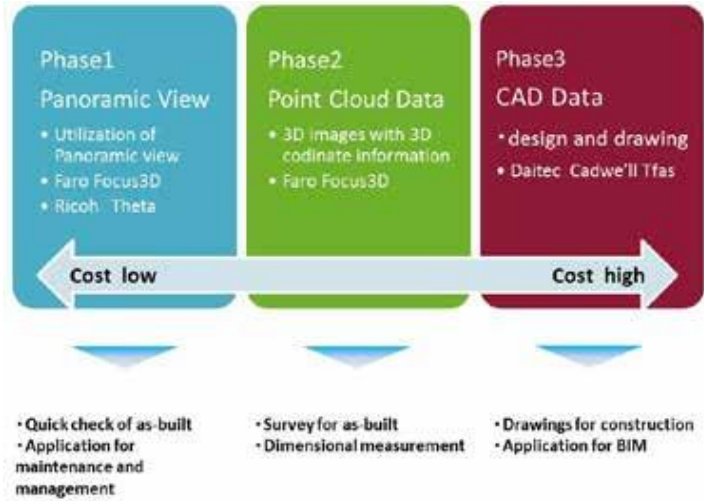 Phase1
Panoramic View
• Utilization of
Panoramic view
• Faro Focus3D
• Ricoh Theta
Phase2
Point Cloud Data
• 3D images with 3D
codinate information
• Faro Focus3D
Phase3
CAD Data
・design and drawing
• Daitec Cadwe'll Tfas
Cost low
Cost high
・Quick check of as-built
・Application for
maintenance and
management
・Survey for as-built
・Dimensional measurement
・Drawings for construction
・Application for BIM